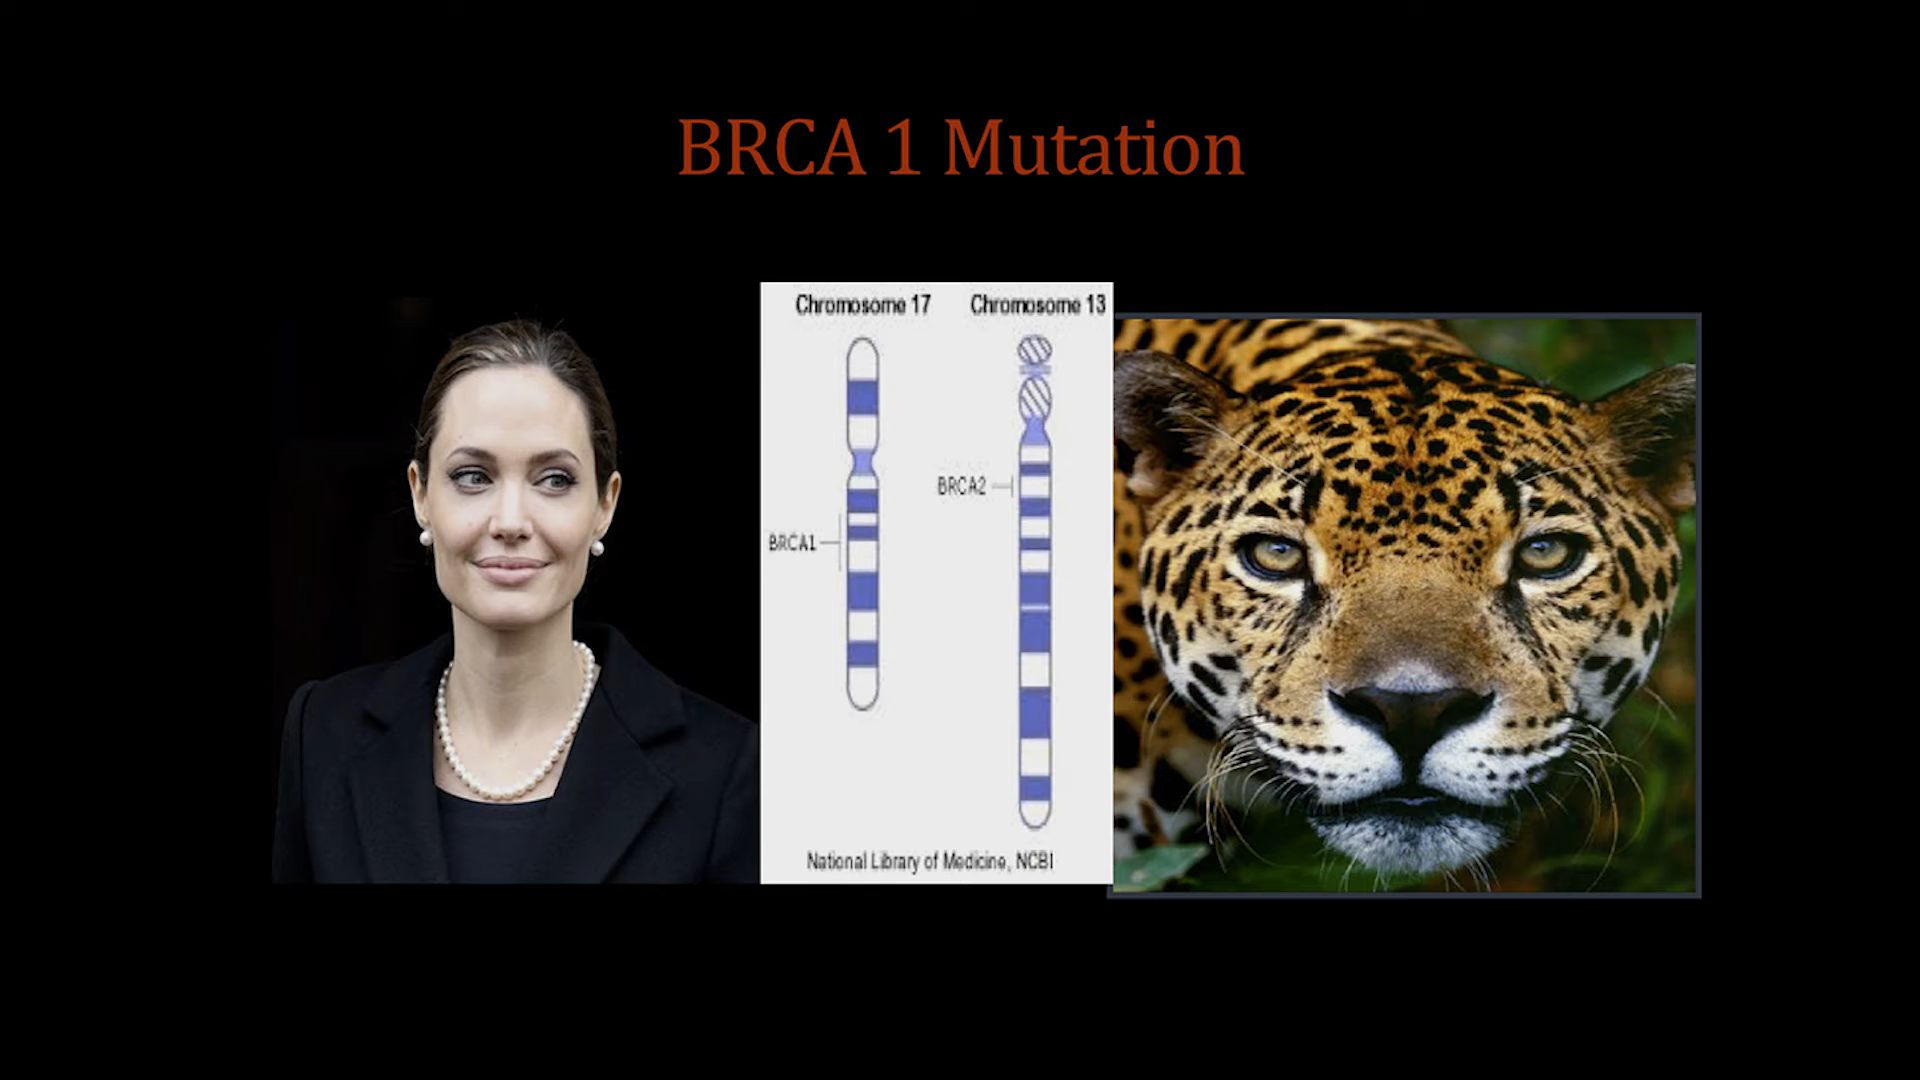 BRCA 1 Mutation
Chromosome 17
Chromosome 13
BRCA2
BRCA1
National Library of Medicine, NCBI